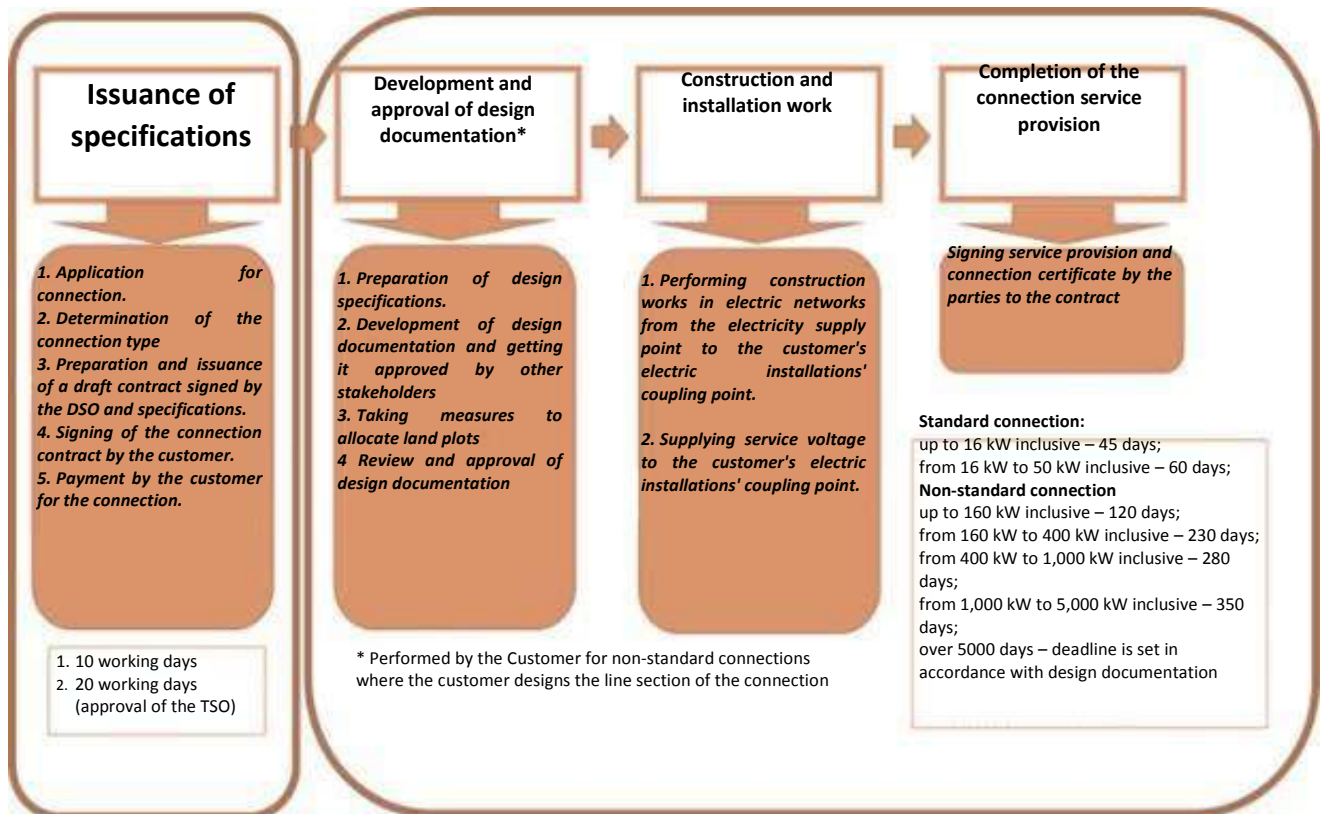 Issuance of
specifications
1. Application for
connection.
2. Determination of the
connection type
3. Preparation and issuance
of a draft contract signed by
the DSO and specifications.
4. Signing of the connection
contract by the customer.
5. Payment by the customer
for the connection.
1. 10 working days
2. 20 working days
(approval of the TSO)
Development and
approval of design
documentation*
1. Preparation of design
specifications.
2. Development of design
documentation and getting
it approved by other
stakeholders
3. Taking measures to
allocate land plots
4 Review and approval of
design documentation
Construction and
installation work
1. Performing construction
works in electric networks
from the electricity supply
point to the customer's
electric installations'
coupling point.
2. Supplying service voltage
to the customer's electric
installations' coupling point.
* Performed by the Customer for non-standard connections
where the customer designs the line section of the connection
Completion of the
connection service
provision
Signing service provision and
connection certificate by the
parties to the contract
Standard connection:
up to 16 kW inclusive – 45 days;
from 16 kW to 50 kW inclusive – 60 days;
Non-standard connection
up to 160 kW inclusive – 120 days;
from 160 kW to 400 kW inclusive – 230 days;
from 400 kW to 1,000 kW inclusive – 280
days;
from 1,000 kW to 5,000 kW inclusive – 350
days;
over 5000 days – deadline is set in
accordance with design documentation